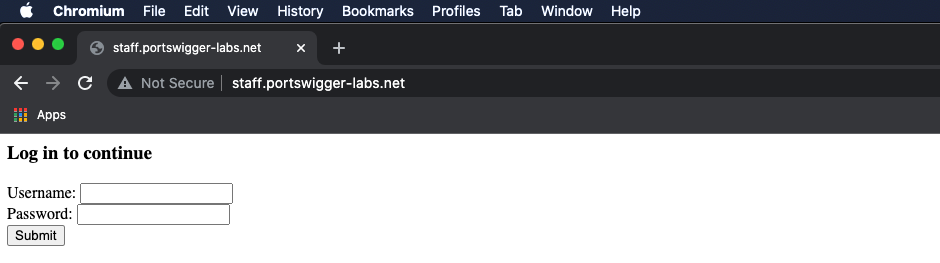 Chromium File Edit View History Bookmarks Profiles Tab Window Help
staff.portswigger-labs.net
Not Secure staff.portswigger-labs.net
Apps
Log in to continue
Username:
Password:
Submit